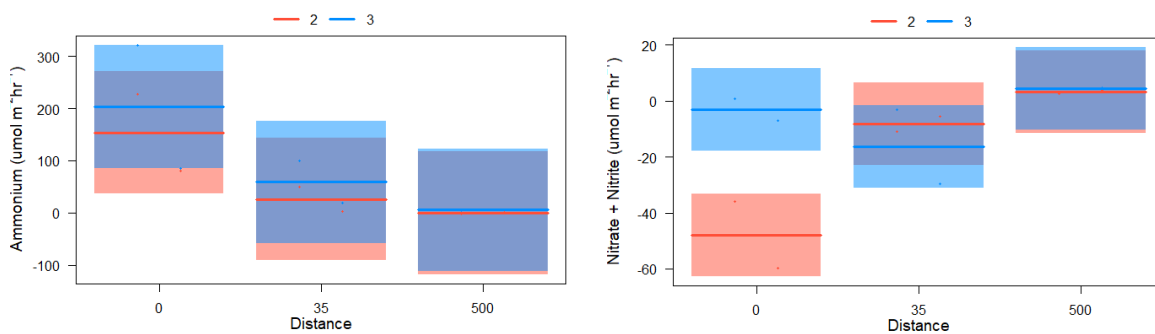 2 3
Ammonium (umol m⁻²hr⁻¹)
300
200
100
0
-100
0 35 500
Distance
2 3
Nitrate + Nitrite (umol m⁻²hr⁻¹)
20
0
-20
-40
-60
0 35 500
Distance